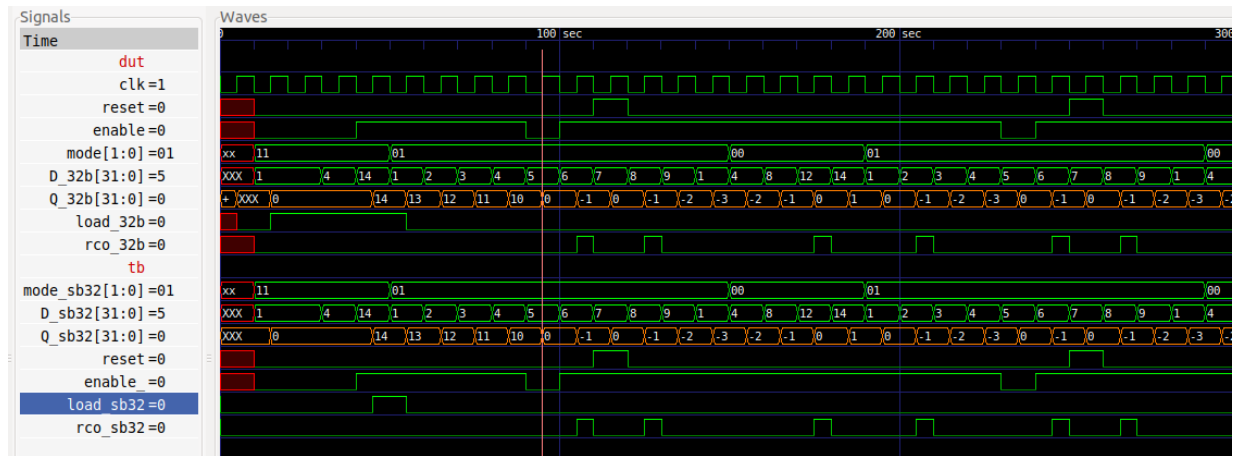 Signals Waves
Time 0 100 sec 200 sec 300
dut
clk=1
reset=0
enable=0
mode[1:0]=01 xx 11 01 00 01 00
D_32b[31:0]=5 XXX 1 4 14 1 2 3 4 5 6 7 8 9 1 4 8 12 14 1 2 3 4 5 6 7 8 9 1 4
Q_32b[31:0]=0 + XXX 0 14 13 12 11 10 0 -1 0 -1 -2 -3 -2 -1 0 1 0 -1 -2 -3 0 -1 0 -1 -2 -3 -2
load_32b=0
rco_32b=0
tb
mode_sb32[1:0]=01 xx 11 01 00 01 00
D_sb32[31:0]=5 XXX 1 4 14 1 2 3 4 5 6 7 8 9 1 4 8 12 14 1 2 3 4 5 6 7 8 9 1 4
Q_sb32[31:0]=0 XXX 0 14 13 12 11 10 0 -1 0 -1 -2 -3 -2 -1 0 1 0 -1 -2 -3 0 -1 0 -1 -2 -3
reset=0
enable_=0
load_sb32=0
rco_sb32=0